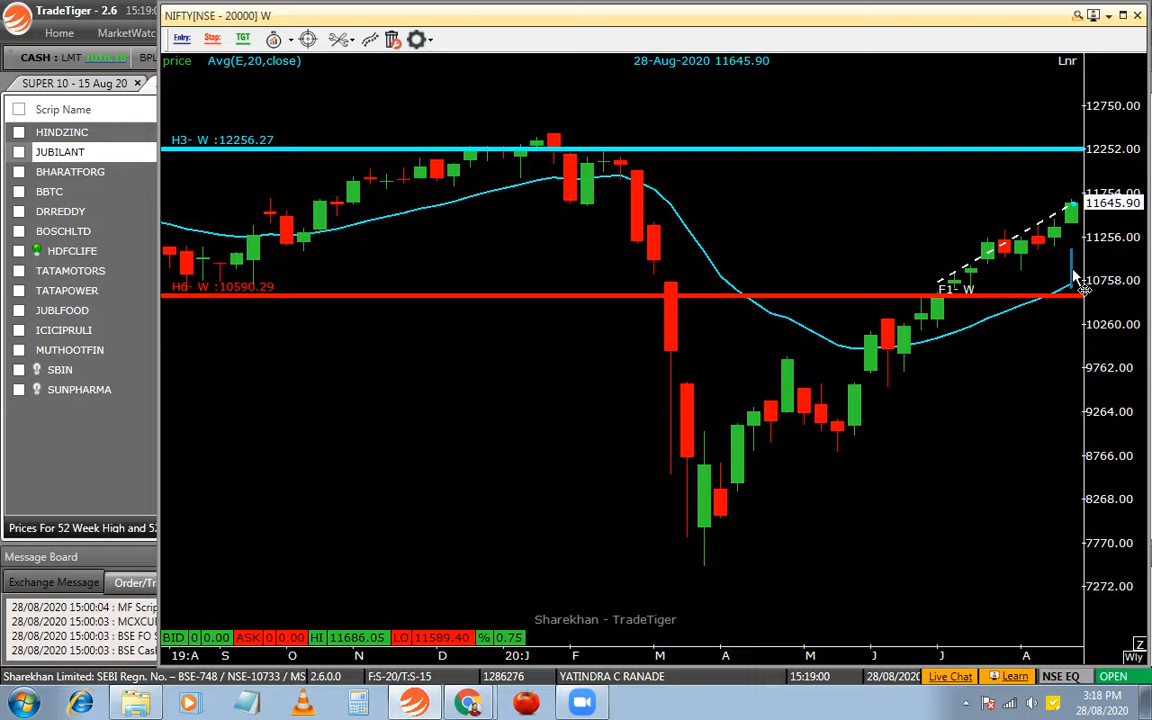 TradeTiger - 2.6
15:19:0
NIFTY[NSE - 20000] W
Home
MarketWatc
Entry:
Stop:
TGT
CASH : LMT
BPL
price
Avg(E,20,close)
28-Aug-2020 11645.90
Lnr
SUPER 10 - 15 Aug 20
Scrip Name
HINDZINC
JUBILANT
BHARATFORG
BBTC
DRREDDY
BOSCHLTD
HDFCLIFE
TATAMOTORS
TATAPOWER
JUBLFOOD
ICICIPRULI
MUTHOOTFIN
SBIN
SUNPHARMA
H3- W :12256.27
H6- W :10590.29
F1- W
12750.00
12252.00
11754.00
11645.90
11256.00
10758.00
10260.00
9762.00
9264.00
8766.00
8268.00
7770.00
7272.00
Prices For 52 Week High and 52
Message Board
Exchange Message
Order/Tr
28/08/2020 15:00:04 : MF Scrip
28/08/2020 15:00:03 : MCXCUR
28/08/2020 15:00:03 : BSE FO S
28/08/2020 15:00:03 : BSE Cas
Sharekhan - TradeTiger
BID 0 0.00 ASK 0 0.00 HI 11686.05 LO 11589.40 % 0.75
19:A S O N D 20:J F M A M J J A
Z
Wly
Sharekhan Limited: SEBI Regn. No. – BSE-748 / NSE-10733 / MS
2.6.0.0
F:S-20/T:S-15
1286276
YATINDRA C RANADE
15:19:00
28/08/2020
Live Chat
Learn
NSE EQ
OPEN
3:18 PM
28/08/2020